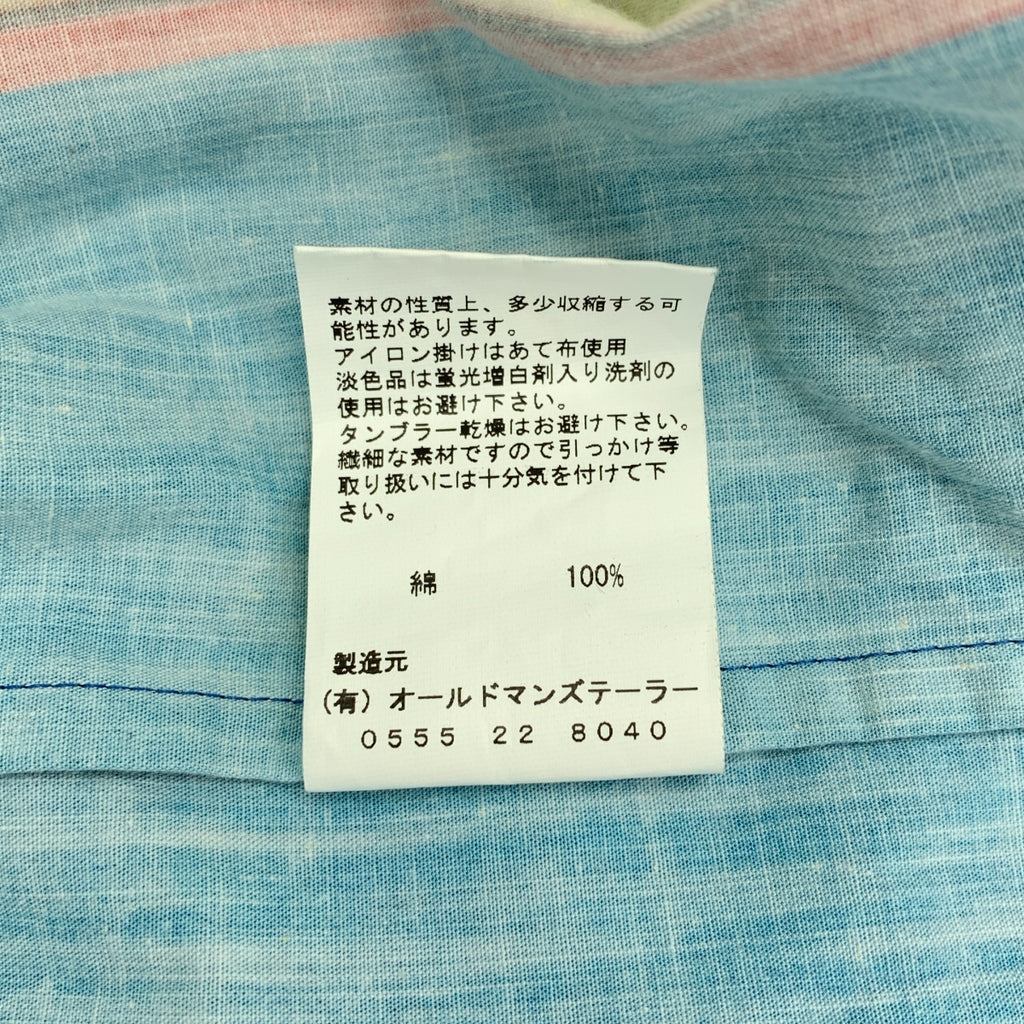 素材の性質上、多少収縮する可
能性があります。
アイロン掛けはあて布使用
淡色品は蛍光増白剤入り洗剤の
使用はお避け下さい。
タンブラー乾燥はお避け下さい。
繊細な素材ですので引っかけ等
取り扱いには十分気を付けて下
さい。
綿 100%
製造元
(有) オールドマンズテーラー
0555 22 8040